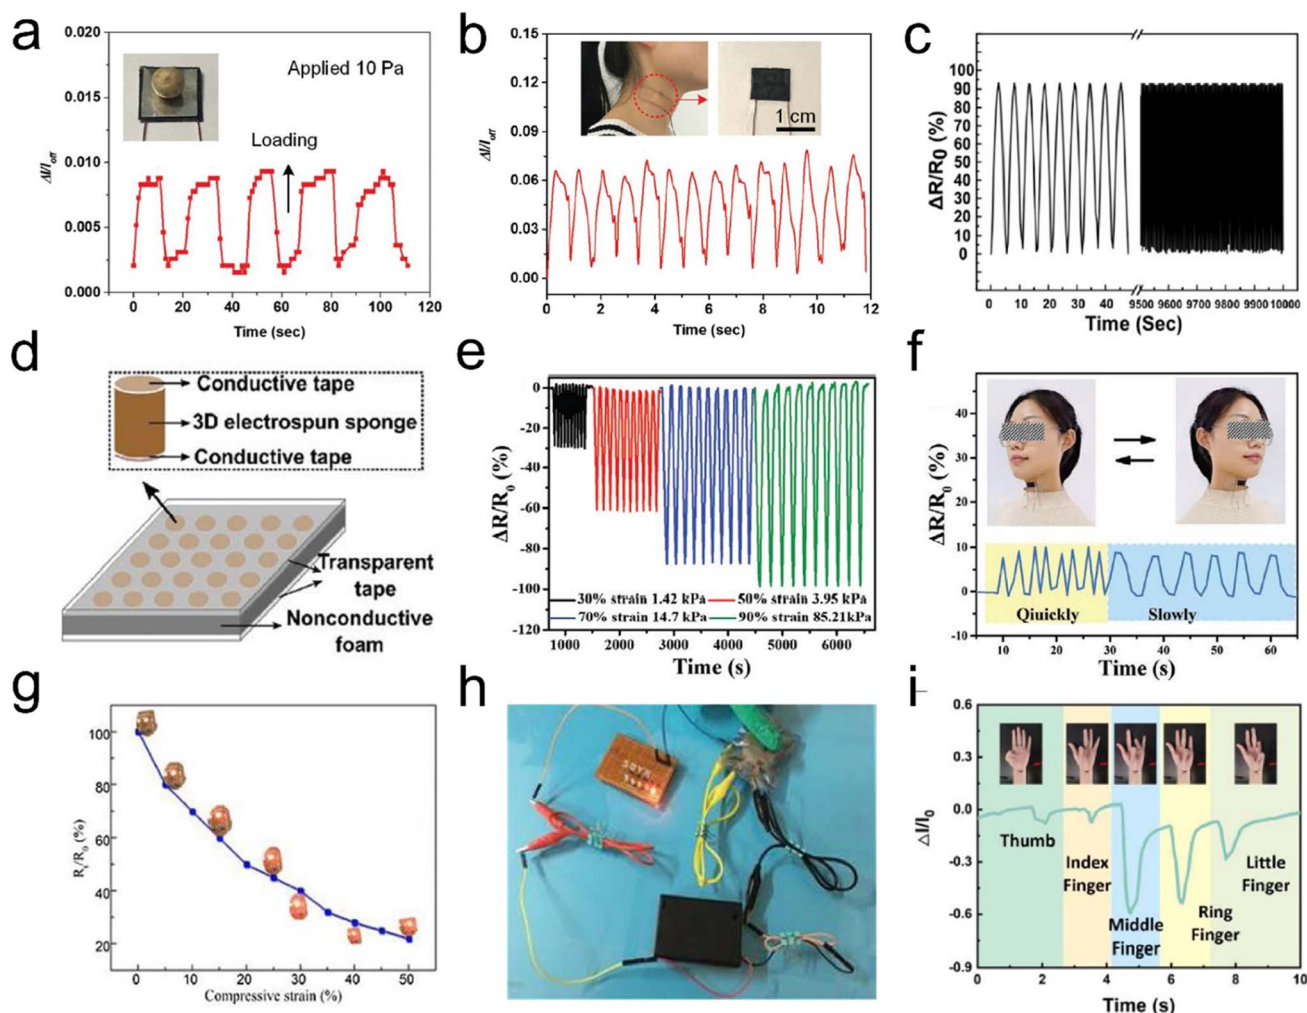 a
0.020
0.015
0.010
0.005
0.000
ΔI/I_off
Applied 10 Pa
Loading
0 20 40 60 80 100 120
Time (sec)
b
0.15
0.12
0.09
0.06
0.03
0.00
ΔI/I_off
1 cm
0 2 4 6 8 10 12
Time (sec)
c
100
90
80
70
60
50
40
30
20
10
0
ΔR/R0 (%)
0 10 20 30 40 9500 9600 9700 9800 9900 10000
Time (Sec)
d
Conductive tape
3D electrospun sponge
Conductive tape
Transparent
tape
Nonconductive
foam
e
0
-20
-40
-60
-80
-100
-120
ΔR/R₀ (%)
30% strain 1.42 kPa
50% strain 3.95 kPa
70% strain 14.7 kPa
90% strain 85.21kPa
1000 2000 3000 4000 5000 6000
Time (s)
f
50
40
30
20
10
0
-10
ΔR/R₀ (%)
Qiuickly
Slowly
10 20 30 40 50 60
Time (s)
g
100
80
60
40
20
0 10 20 30 40 50
Compressive strain (%)
h
i
0.6
0.3
0.0
-0.3
-0.6
-0.9
ΔI/I₀
Thumb
Index
Finger
Middle
Finger
Ring
Finger
Little
Finger
0 2 4 6 8 10
Time (s)